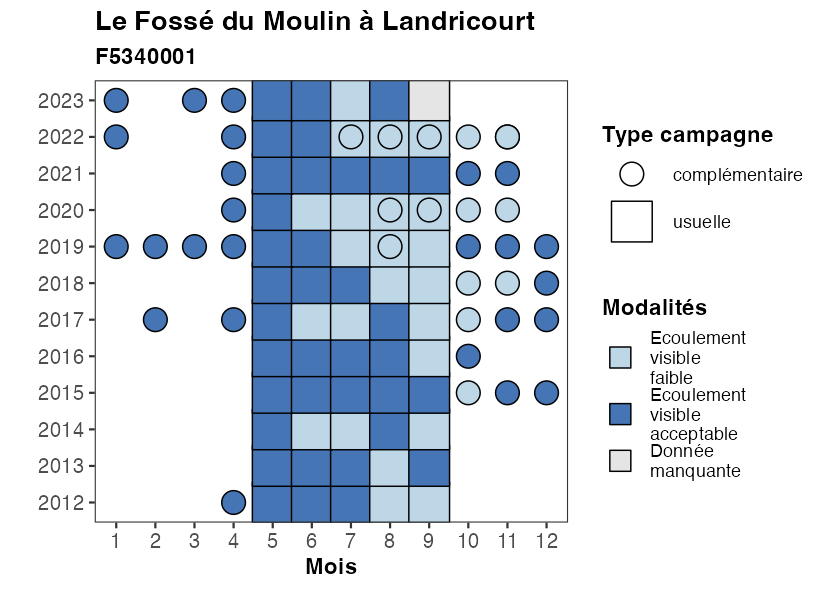 Le Fossé du Moulin à Landricourt
F5340001
2023
2022
2021
2020
2019
2018
2017
2016
2015
2014
2013
2012
1 2 3 4 5 6 7 8 9 10 11 12
Mois
Type campagne
complémentaire
usuelle
Modalités
Ecoulement
visible
faible
Ecoulement
visible
acceptable
Donnée
manquante